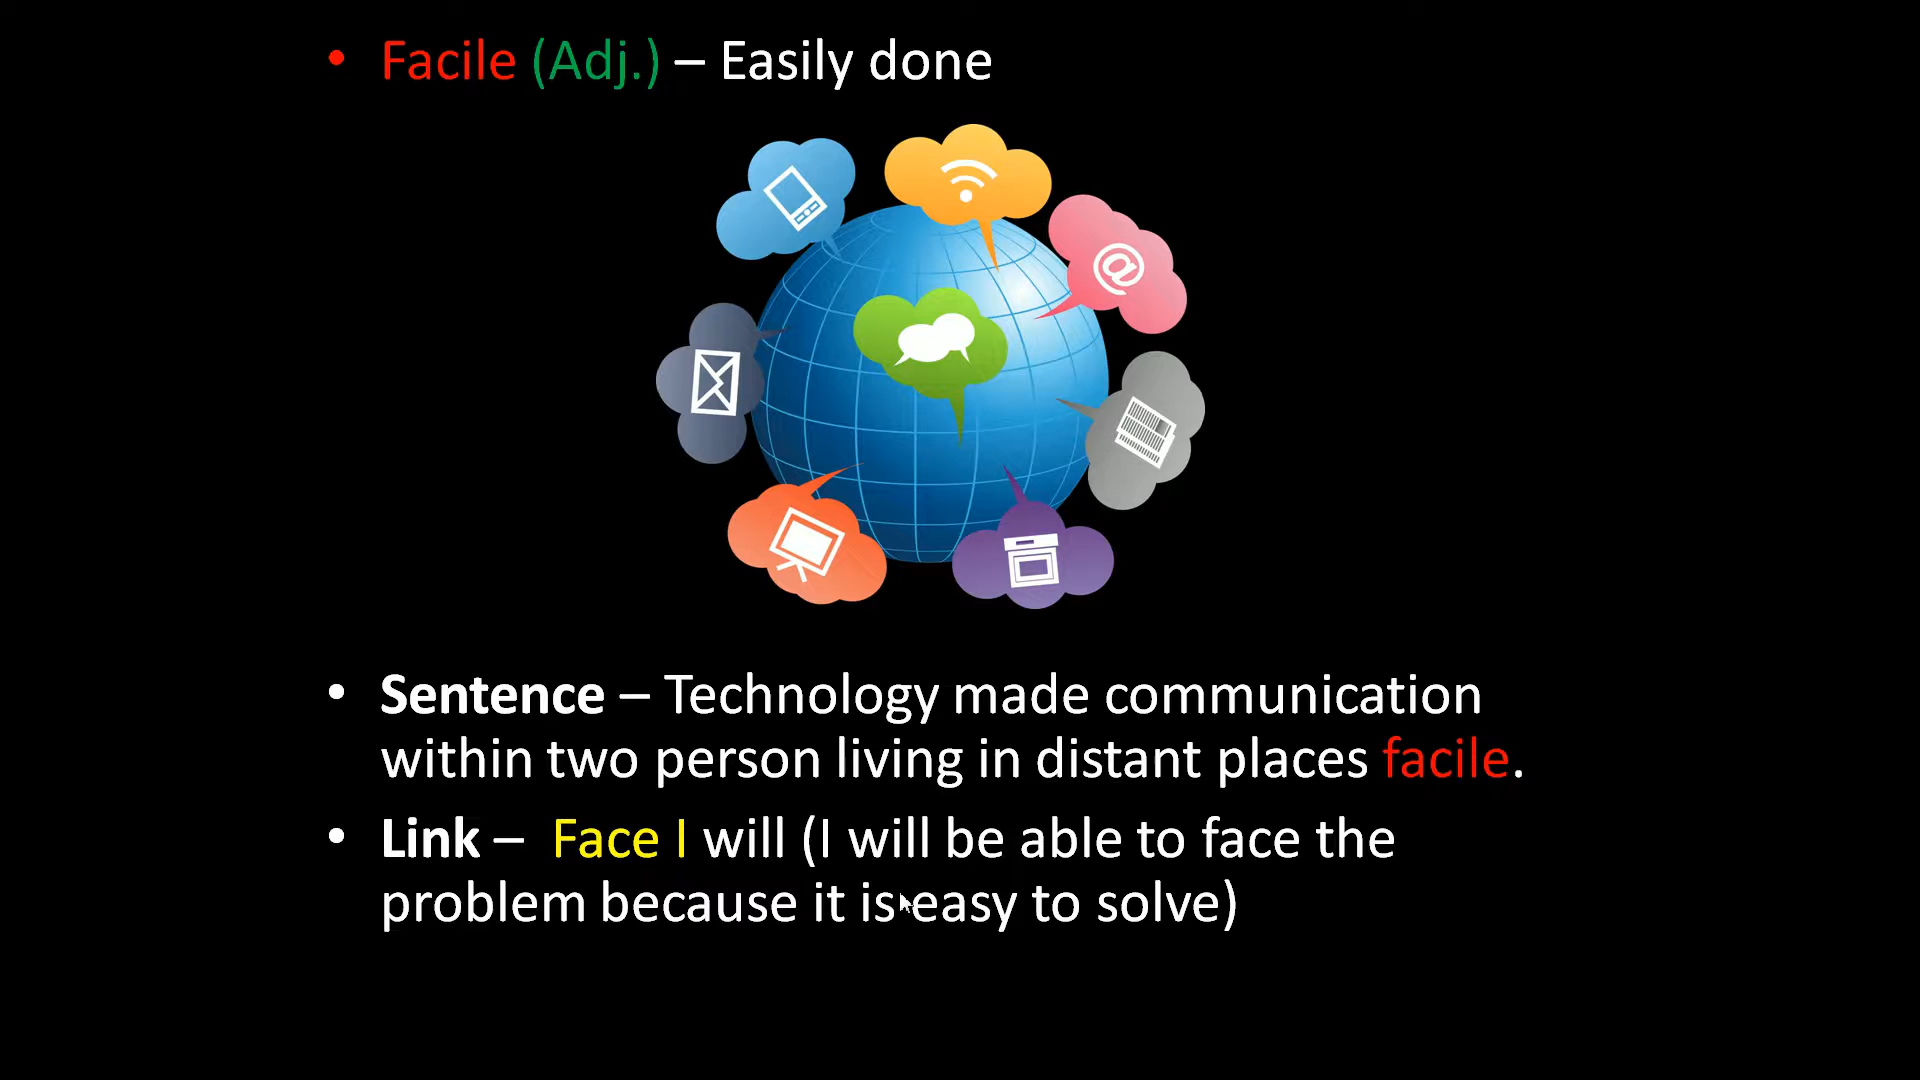 • Facile (Adj.) – Easily done
@
• Sentence – Technology made communication
within two person living in distant places facile.
• Link – Face I will (I will be able to face the
problem because it is easy to solve)